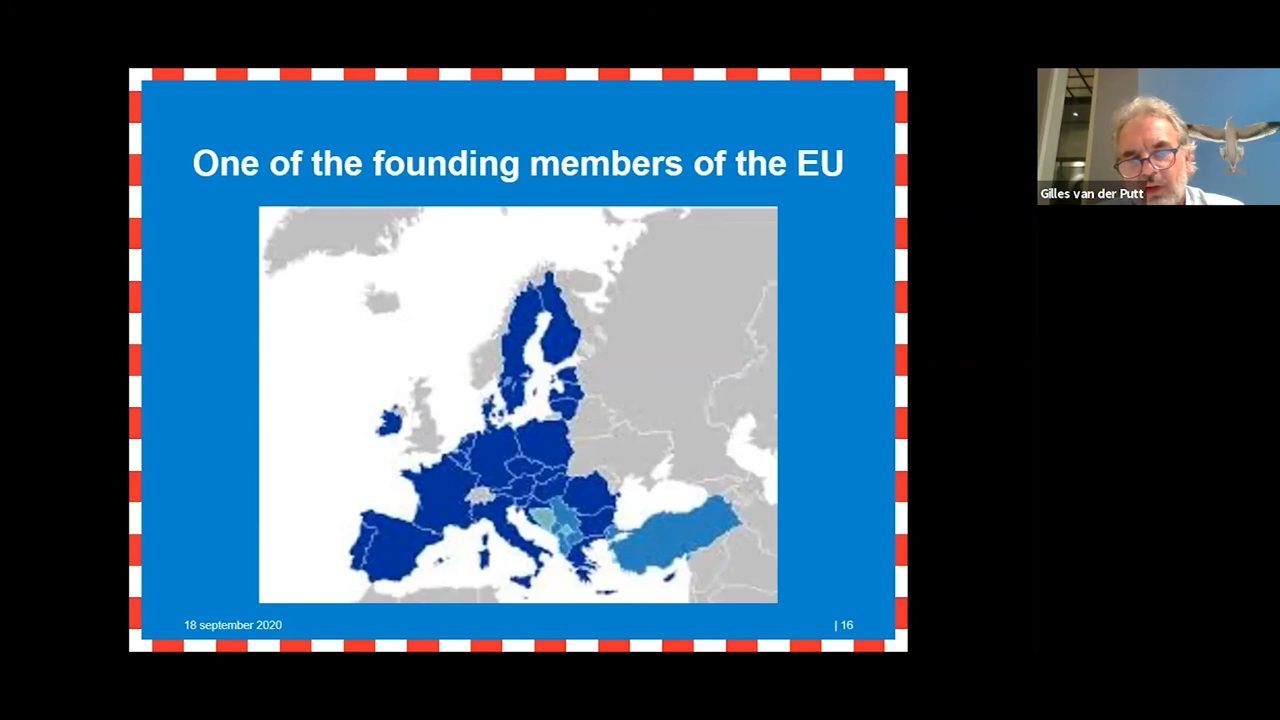 One of the founding members of the EU
Gilles van der Putt
18 september 2020
| 16